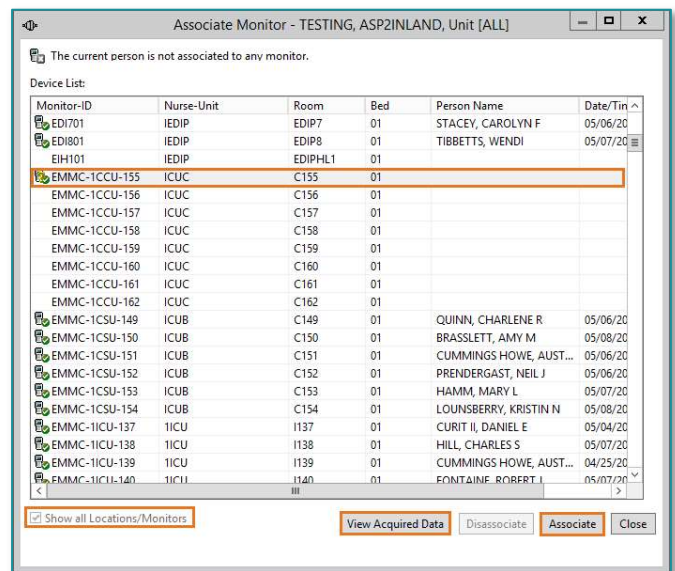 Associate Monitor - TESTING, ASP2INLAND, Unit [ALL]
The current person is not associated to any monitor.
Device List:
Monitor-ID Nurse-Unit Room Bed Person Name Date/Tin
EDI701 IEDIP EDIP7 01 STACEY, CAROLYN F 05/06/20
EDI801 IEDIP EDIP8 01 TIBBETTS, WENDI 05/07/20
EIH101 IEDIP EDIPHL1 01
EMMC-1CCU-155 ICUC C155 01
EMMC-1CCU-156 ICUC C156 01
EMMC-1CCU-157 ICUC C157 01
EMMC-1CCU-158 ICUC C158 01
EMMC-1CCU-159 ICUC C159 01
EMMC-1CCU-160 ICUC C160 01
EMMC-1CCU-161 ICUC C161 01
EMMC-1CCU-162 ICUC C162 01
EMMC-1CSU-149 ICUB C149 01 QUINN, CHARLENE R 05/06/20
EMMC-1CSU-150 ICUB C150 01 BRASSLETT, AMY M 05/08/20
EMMC-1CSU-151 ICUB C151 01 CUMMINGS HOWE, AUST... 05/06/20
EMMC-1CSU-152 ICUB C152 01 PRENDERGAST, NEIL J 05/06/20
EMMC-1CSU-153 ICUB C153 01 HAMM, MARY L 05/07/20
EMMC-1CSU-154 ICUB C154 01 LOUNSBERRY, KRISTIN N 05/08/20
EMMC-1ICU-137 1ICU I137 01 CURIT II, DANIEL E 05/04/20
EMMC-1ICU-138 1ICU I138 01 HILL, CHARLES S 05/07/20
EMMC-1ICU-139 1ICU I139 01 CUMMINGS HOWE, AUST... 04/25/20
EMMC-1ICU-140 1ICU I140 01 FONTAINE, ROBERT J 05/07/20
Show all Locations/Monitors View Acquired Data Disassociate Associate Close